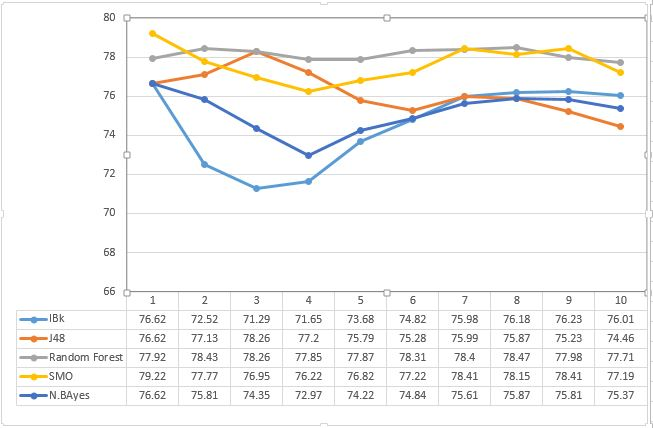 80
78
76
74
72
70
68
66
1 2 3 4 5 6 7 8 9 10
IBk 76.62 72.52 71.29 71.65 73.68 74.82 75.98 76.18 76.23 76.01
J48 76.62 77.13 78.26 77.2 75.79 75.28 75.99 75.87 75.23 74.46
Random Forest 77.92 78.43 78.26 77.85 77.87 78.31 78.4 78.47 77.98 77.71
SMO 79.22 77.77 76.95 76.22 76.82 77.22 78.41 78.15 78.41 77.19
N.BAyes 76.62 75.81 74.35 72.97 74.22 74.84 75.61 75.87 75.81 75.37